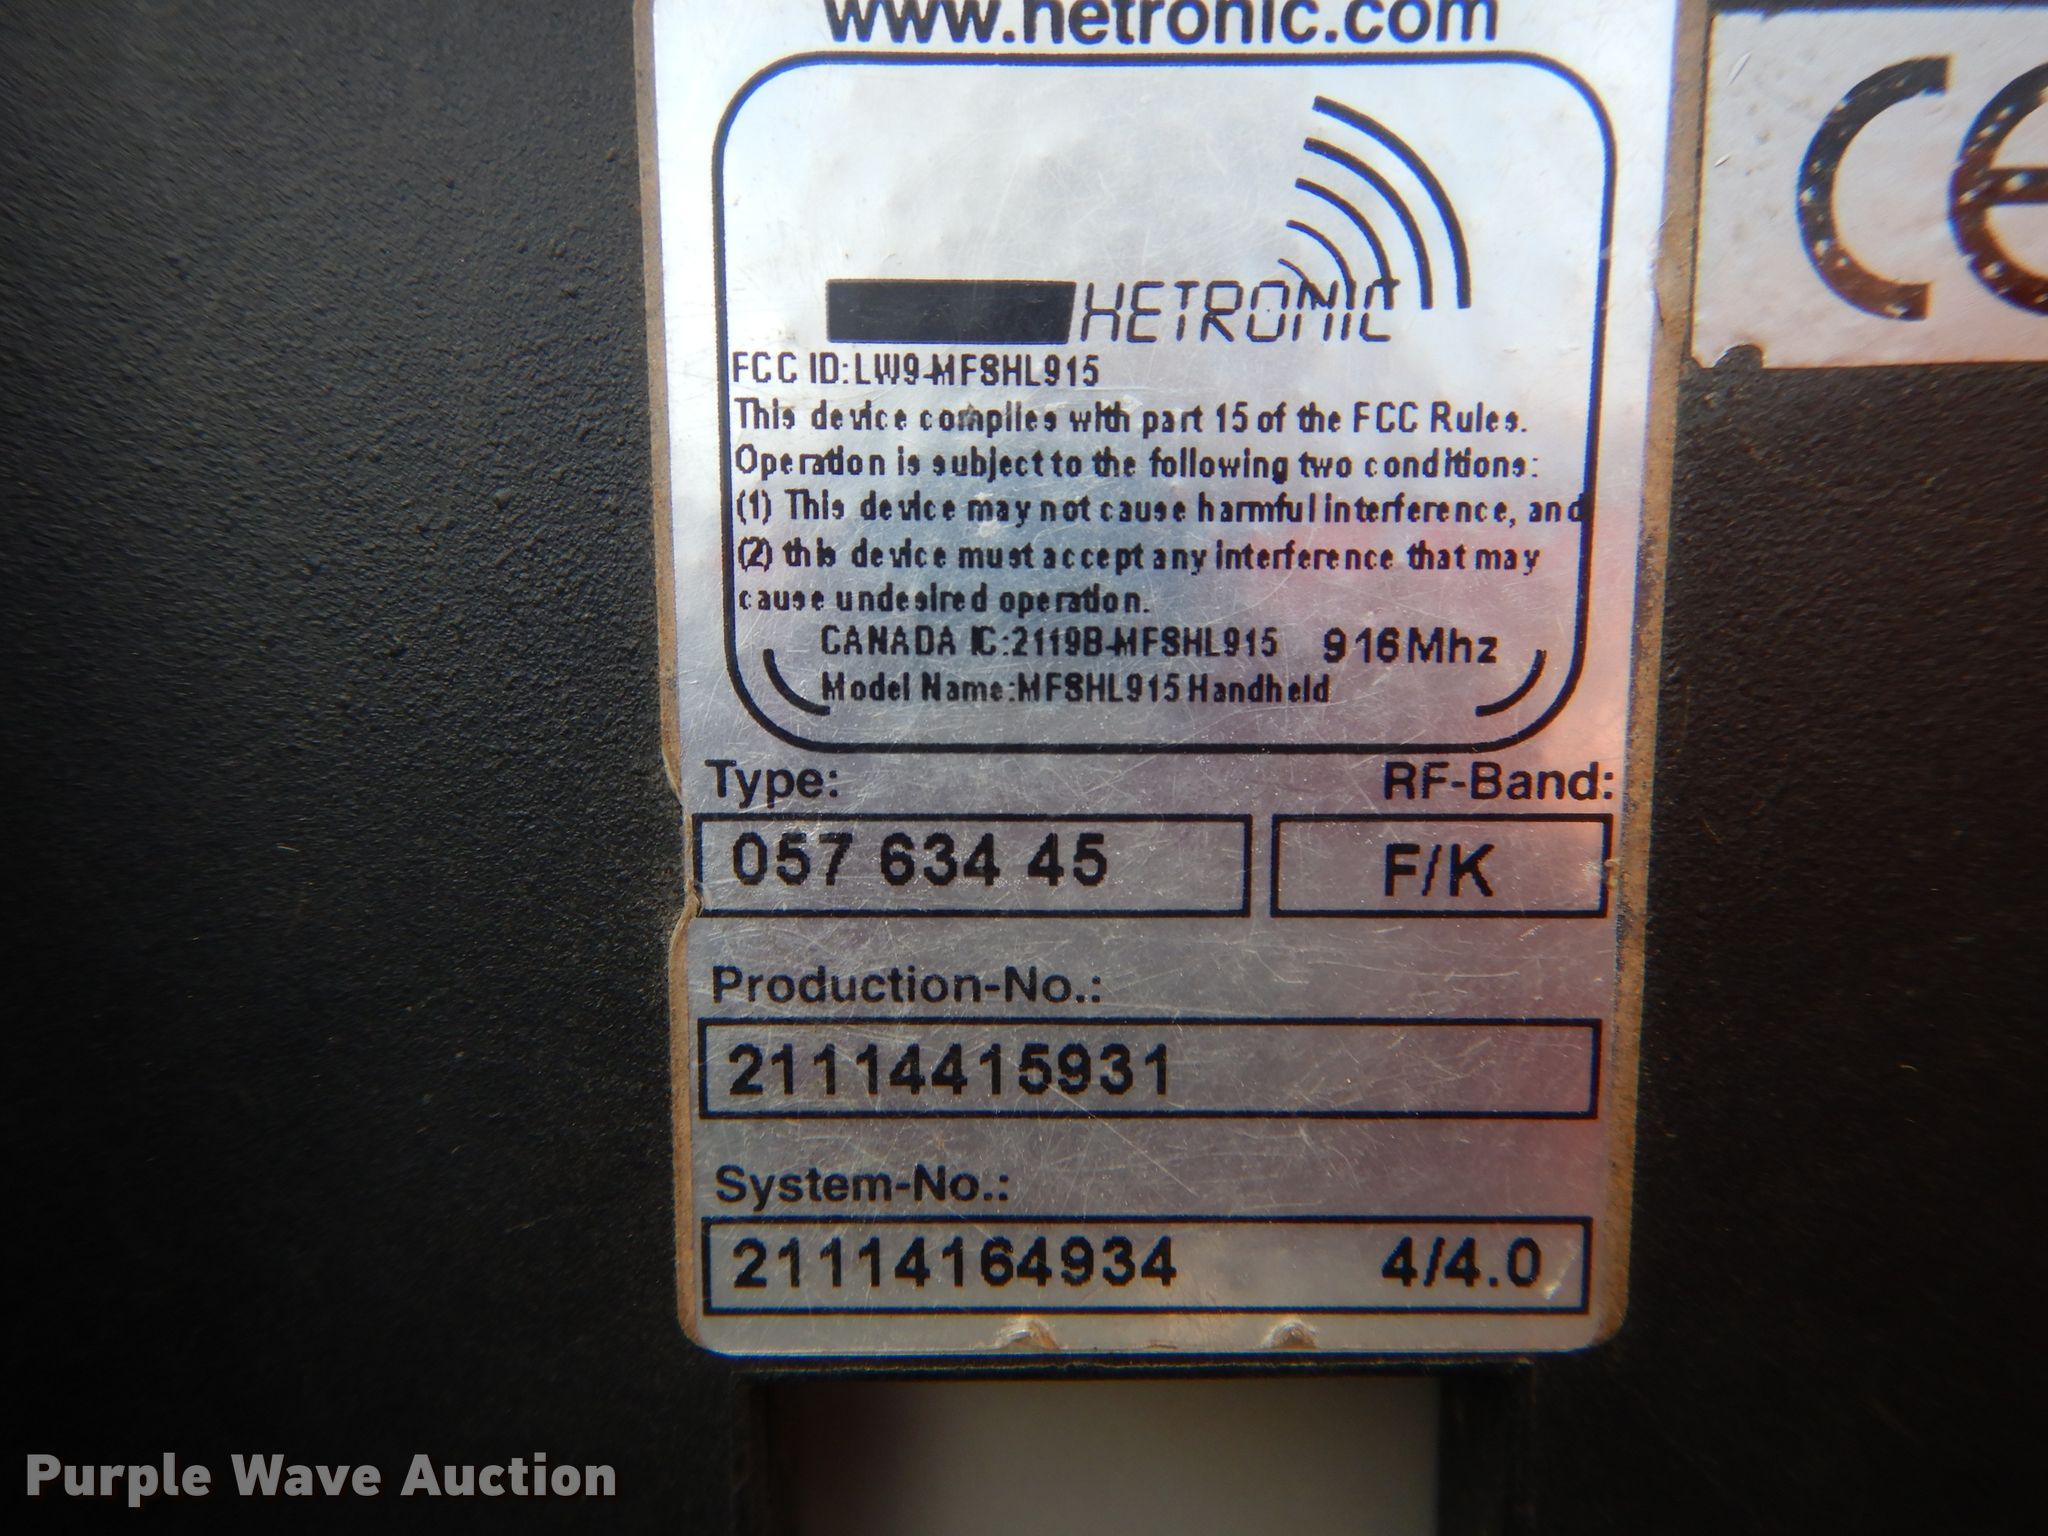 www.hetronic.com
CE
HETRONIC
FCC ID:LW9-MFSHL915
This device complies with part 15 of the FCC Rules.
Operation is subject to the following two conditions:
(1) This device may not cause harmful interference, and
(2) this device must accept any interference that may
cause undesired operation.
CANADA IC:2119B-MFSHL915 916Mhz
Model Name:MFSHL915 Handheld
Type: RF-Band:
057 634 45 F/K
Production-No.:
21114415931
System-No.:
21114164934 4/4.0
Purple Wave Auction